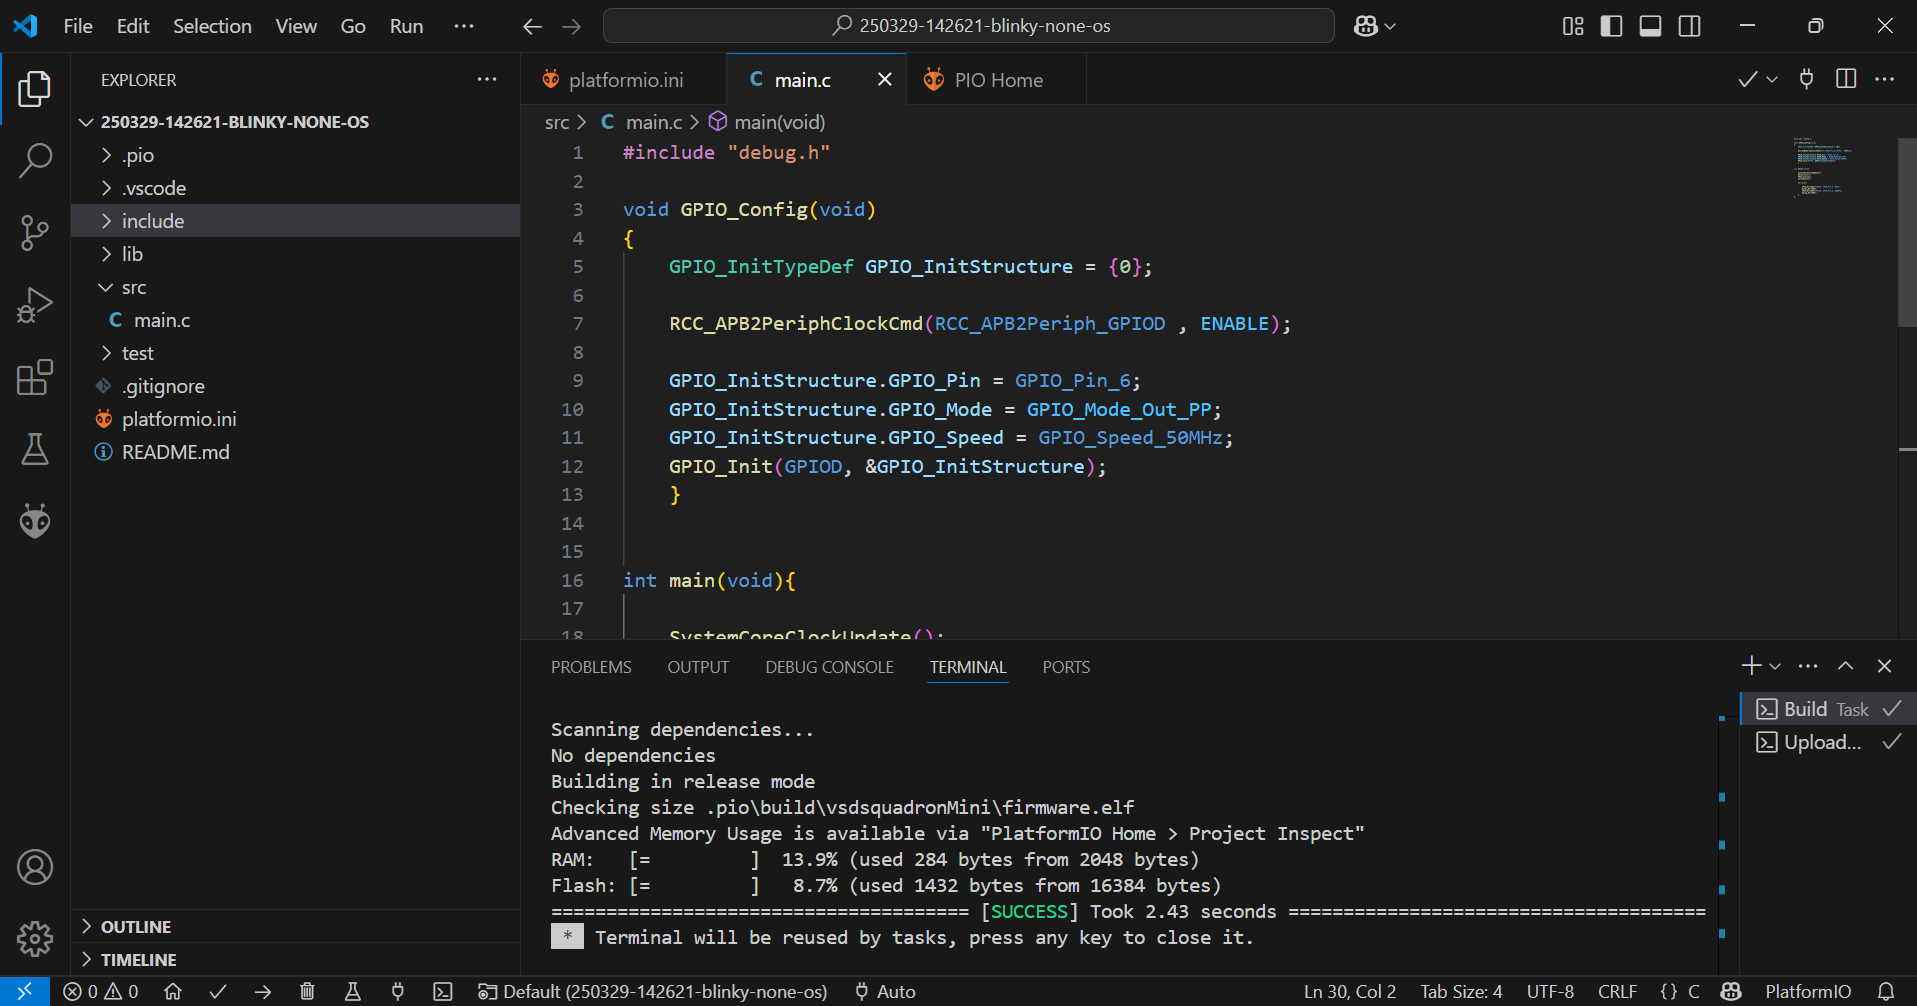 File Edit Selection View Go Run ···
250329-142621-blinky-none-os
EXPLORER
250329-142621-BLINKY-NONE-OS
.pio
.vscode
include
lib
src
main.c
test
.gitignore
platformio.ini
README.md
OUTLINE
TIMELINE
platformio.ini
main.c
PIO Home
src > C main.c > main(void)
1 #include "debug.h"
2
3 void GPIO_Config(void)
4 {
5 GPIO_InitTypeDef GPIO_InitStructure = {0};
6
7 RCC_APB2PeriphClockCmd(RCC_APB2Periph_GPIOD , ENABLE);
8
9 GPIO_InitStructure.GPIO_Pin = GPIO_Pin_6;
10 GPIO_InitStructure.GPIO_Mode = GPIO_Mode_Out_PP;
11 GPIO_InitStructure.GPIO_Speed = GPIO_Speed_50MHz;
12 GPIO_Init(GPIOD, &GPIO_InitStructure);
13 }
14
15
16 int main(void){
17
18 SystemCoreClockUpdate();
PROBLEMS OUTPUT DEBUG CONSOLE TERMINAL PORTS
Scanning dependencies...
No dependencies
Building in release mode
Checking size .pio\build\vsdsquadronMini\firmware.elf
Advanced Memory Usage is available via "PlatformIO Home > Project Inspect"
RAM: [= ] 13.9% (used 284 bytes from 2048 bytes)
Flash: [= ] 8.7% (used 1432 bytes from 16384 bytes)
====================================== [SUCCESS] Took 2.43 seconds ======================================
* Terminal will be reused by tasks, press any key to close it.
Build Task
Upload...
0 0 Default (250329-142621-blinky-none-os) Auto Ln 30, Col 2 Tab Size: 4 UTF-8 CRLF {} C PlatformIO